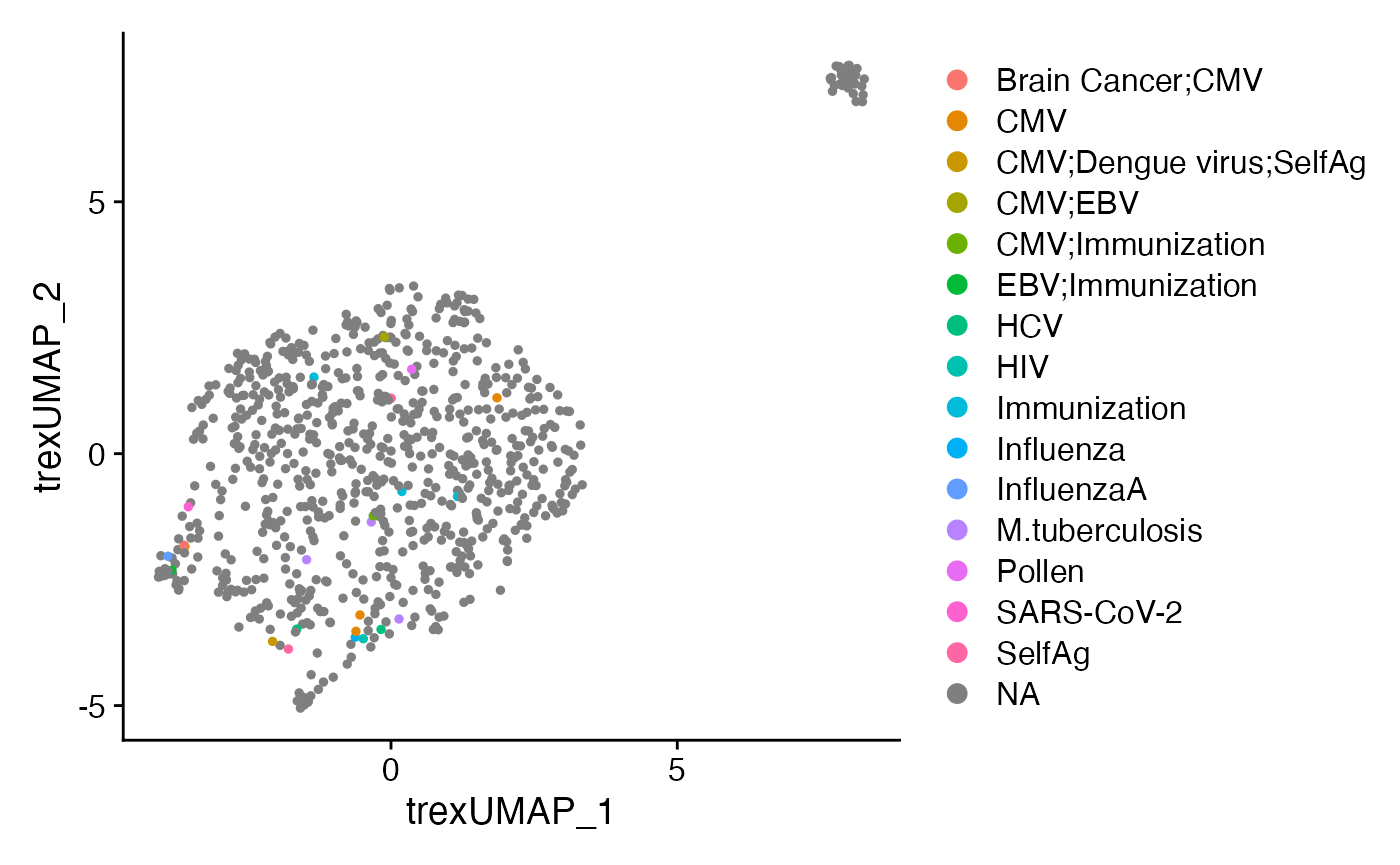 5
0
-5
trexUMAP_2
0
5
trexUMAP_1
Brain Cancer;CMV
CMV
CMV;Dengue virus;SelfAg
CMV;EBV
CMV;Immunization
EBV;Immunization
HCV
HIV
Immunization
Influenza
InfluenzaA
M.tuberculosis
Pollen
SARS-CoV-2
SelfAg
NA